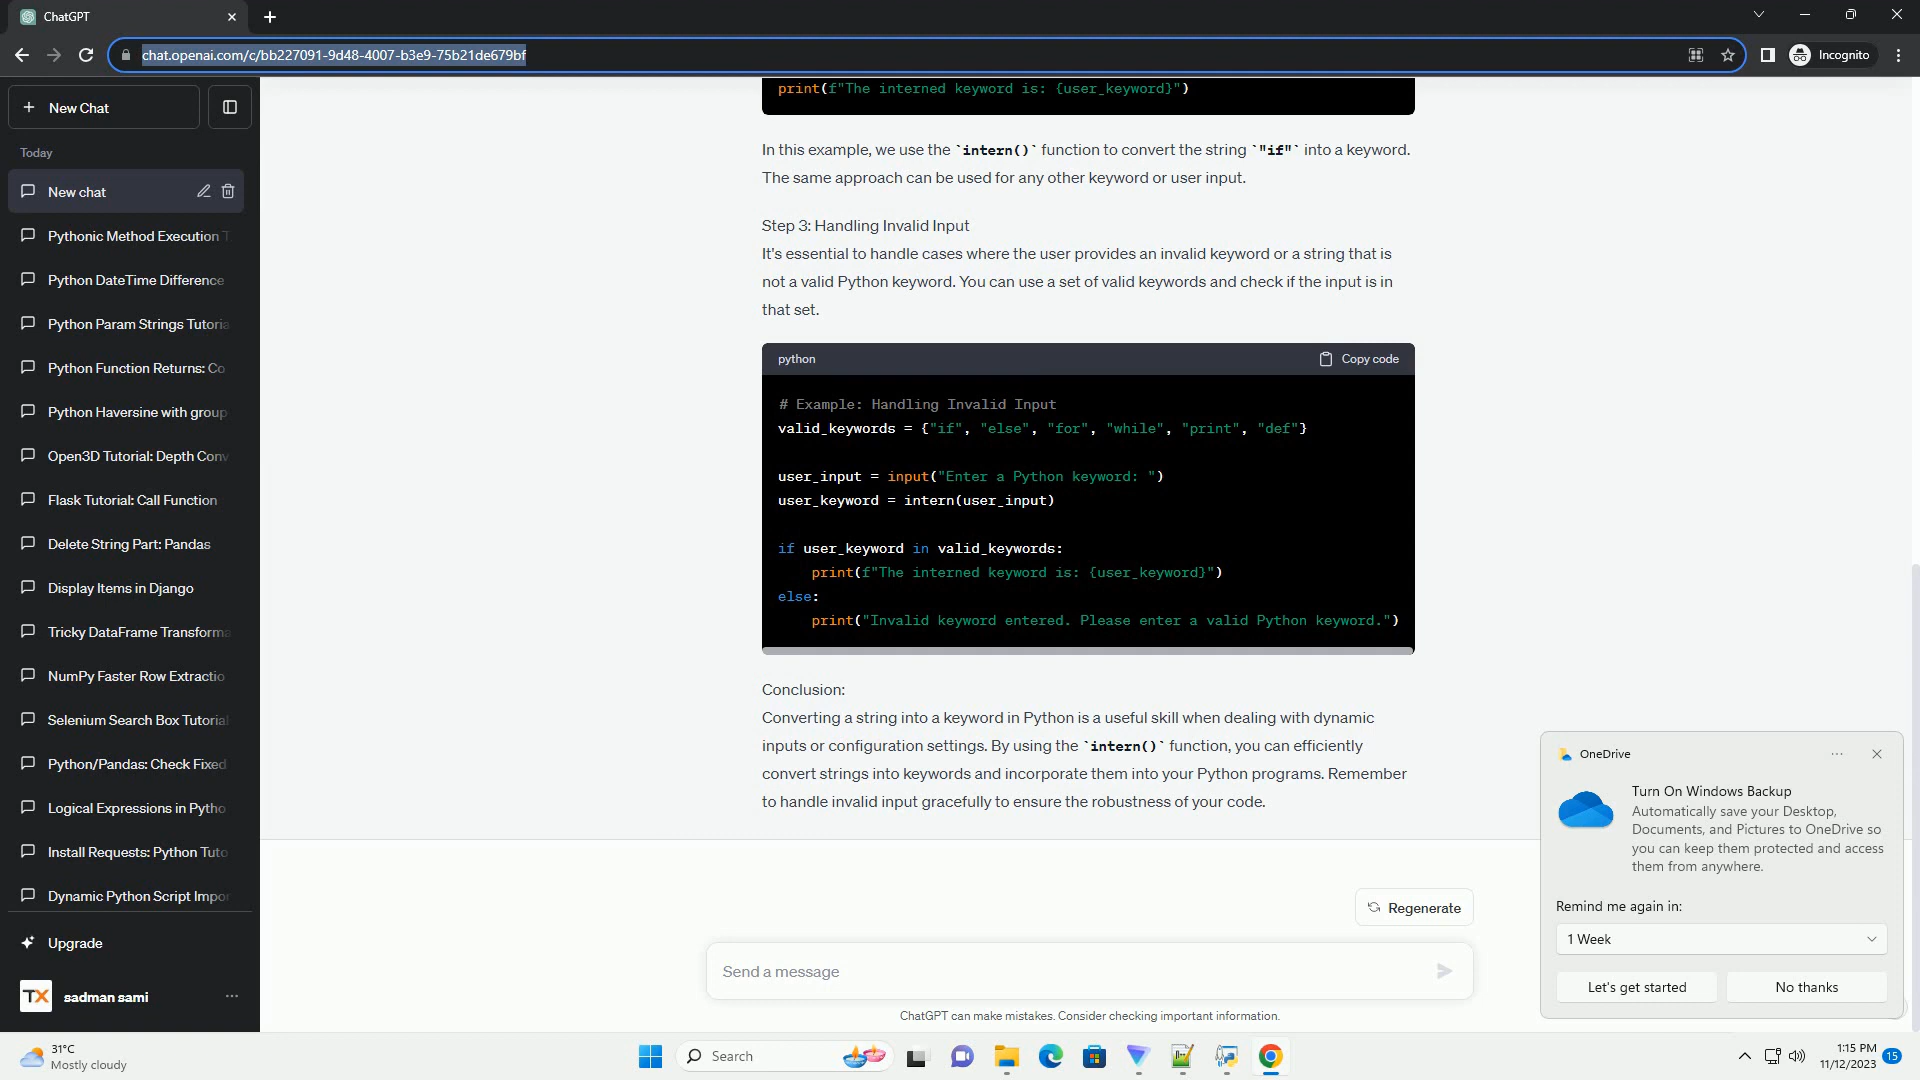 ChatGPT
chat.openai.com/c/bb227091-9d48-4007-b3e9-75b21de679bf
Incognito
New Chat
Today
New chat
Pythonic Method Execution T
Python DateTime Difference
Python Param Strings Tutoria
Python Function Returns: Co
Python Haversine with group
Open3D Tutorial: Depth Conv
Flask Tutorial: Call Function
Delete String Part: Pandas
Display Items in Django
Tricky DataFrame Transforma
NumPy Faster Row Extractio
Selenium Search Box Tutorial
Python/Pandas: Check Fixed
Logical Expressions in Pytho
Install Requests: Python Tuto
Dynamic Python Script Impor
Upgrade
TX sadman sami
print(f"The interned keyword is: {user_keyword}")
In this example, we use the `intern()` function to convert the string `"if"` into a keyword.
The same approach can be used for any other keyword or user input.
Step 3: Handling Invalid Input
It's essential to handle cases where the user provides an invalid keyword or a string that is
not a valid Python keyword. You can use a set of valid keywords and check if the input is in
that set.
python Copy code
# Example: Handling Invalid Input
valid_keywords = {"if", "else", "for", "while", "print", "def"}
user_input = input("Enter a Python keyword: ")
user_keyword = intern(user_input)
if user_keyword in valid_keywords:
print(f"The interned keyword is: {user_keyword}")
else:
print("Invalid keyword entered. Please enter a valid Python keyword.")
Conclusion:
Converting a string into a keyword in Python is a useful skill when dealing with dynamic
inputs or configuration settings. By using the `intern()` function, you can efficiently
convert strings into keywords and incorporate them into your Python programs. Remember
to handle invalid input gracefully to ensure the robustness of your code.
Regenerate
Send a message
ChatGPT can make mistakes. Consider checking important information.
OneDrive
Turn On Windows Backup
Automatically save your Desktop,
Documents, and Pictures to OneDrive so
you can keep them protected and access
them from anywhere.
Remind me again in:
1 Week
Let's get started
No thanks
31°C
Mostly cloudy
Search
1:15 PM
11/12/2023
15